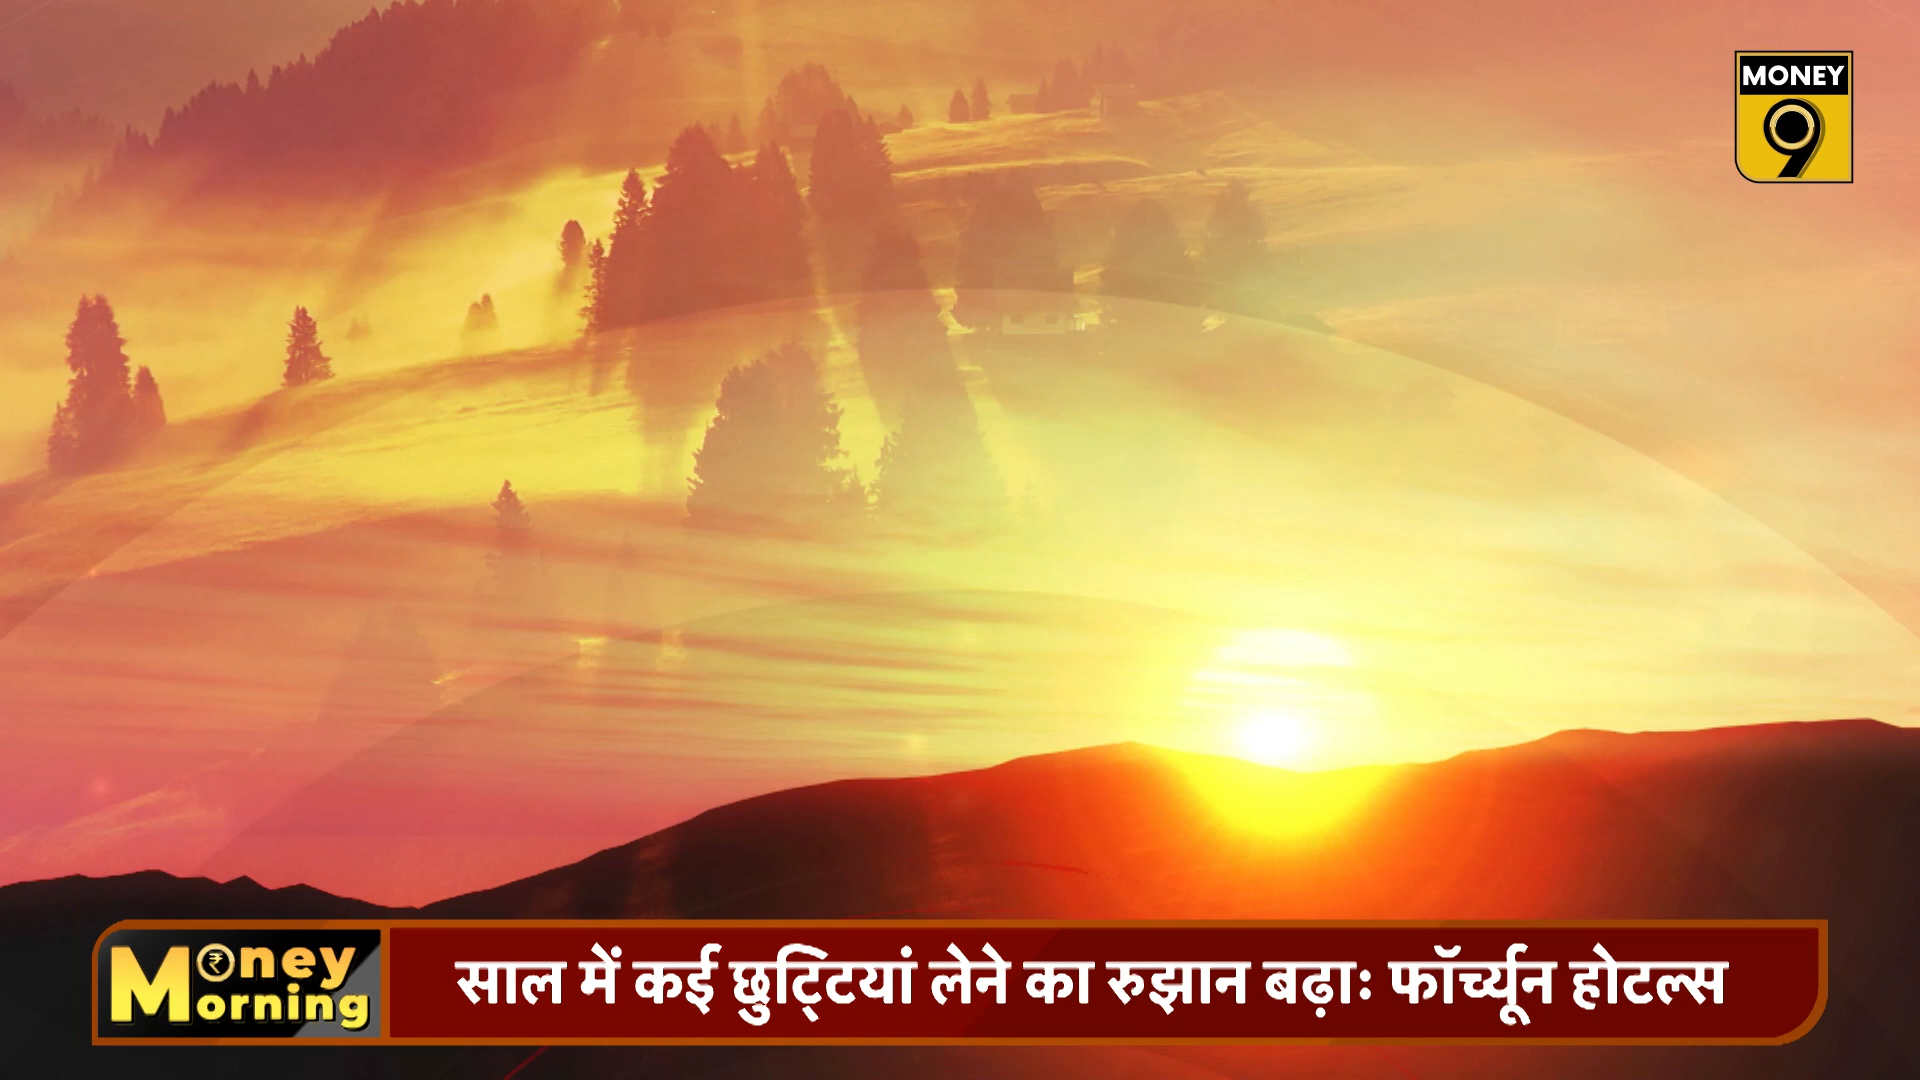 MONEY
9
Money
Morning
साल में कई छुट्टियां लेने का रुझान बढ़ाः फॉर्च्यून होटल्स